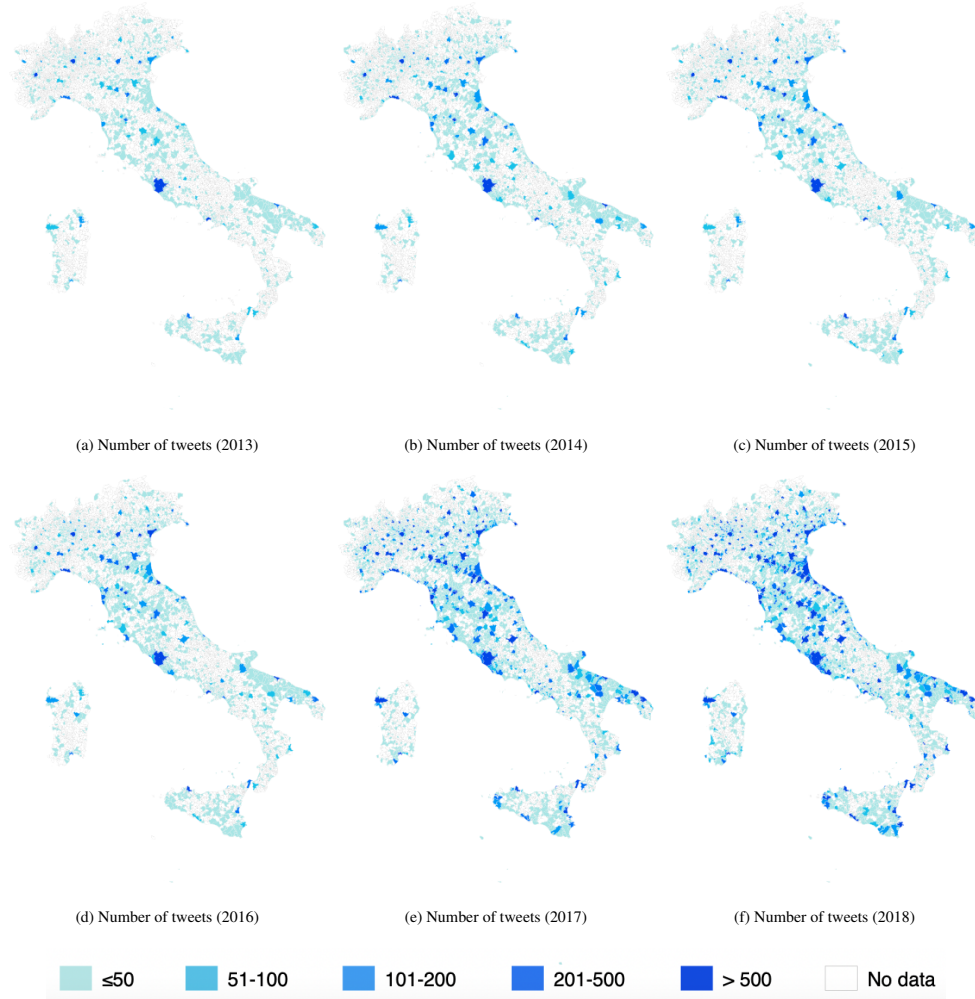 (a) Number of tweets (2013)
(b) Number of tweets (2014)
(c) Number of tweets (2015)
(d) Number of tweets (2016)
(e) Number of tweets (2017)
(f) Number of tweets (2018)
≤50
51-100
101-200
201-500
> 500
No data